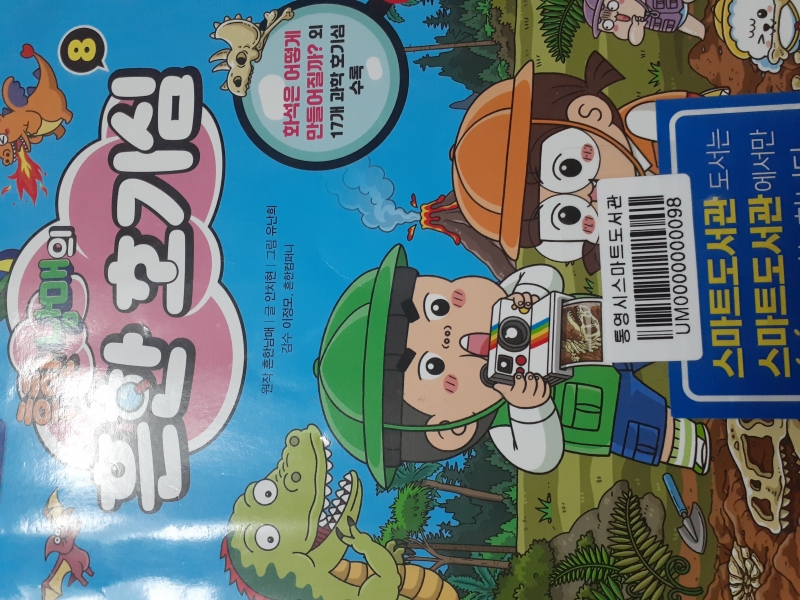 흔한남매의
흔한 호기심
8
화석은 어떻게
만들어질까? 외
17개 과학 호기심
수록
원작 흔한남매 | 글 안치현 | 그림 유난희
감수 이정모, 흔한컴퍼니
통영시스마트도서관
UM0000000098
스마트도서관 도서는
스마트도서관에서만